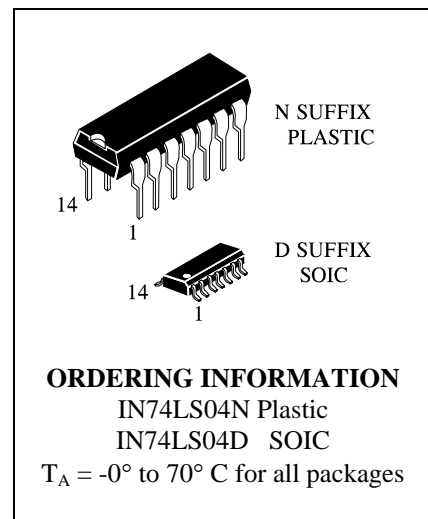 N SUFFIX
PLASTIC
14
1
D SUFFIX
SOIC
14
1
ORDERING INFORMATION
IN74LS04N Plastic
IN74LS04D SOIC
TA = -0° to 70° C for all packages